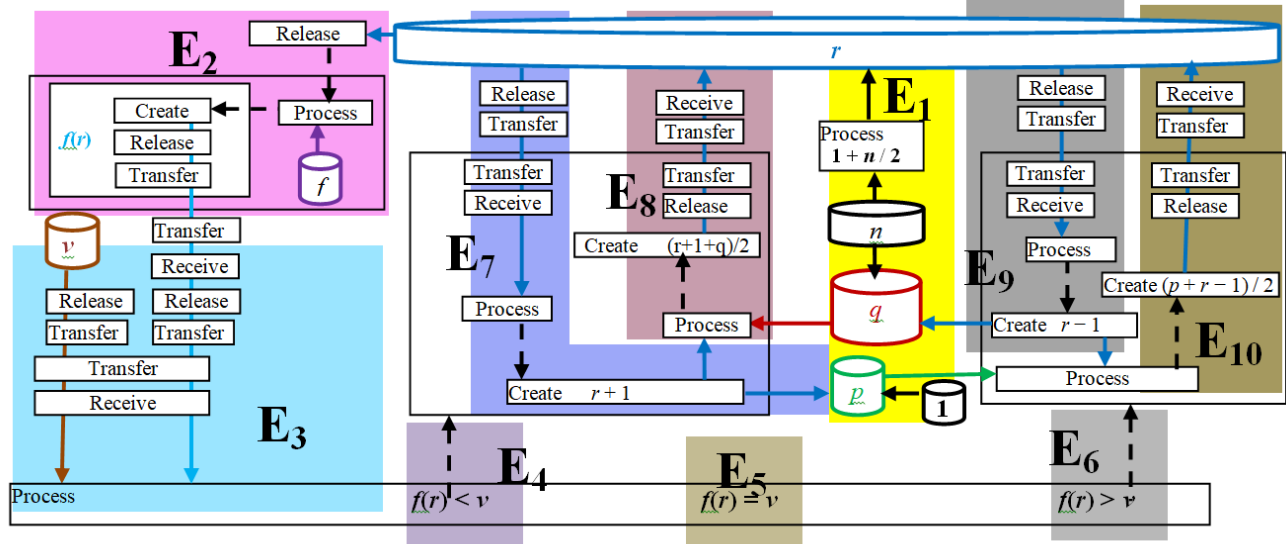 Release
E2
r
Create
Process
f(r)
Release
Transfer
f
v
Transfer
Receive
Release
Transfer
Release
Transfer
Transfer
Receive
E3
Process
Release
Transfer
Transfer
Receive
E7
Process
Create r + 1
Receive
Transfer
Transfer
Release
E8
Create (r+1+q)/2
Process
E1
Process
1 + n / 2
n
q
p
1
Release
Transfer
Transfer
Receive
Process
E9
Create r − 1
Process
Receive
Transfer
Transfer
Release
Create (p + r − 1) / 2
E10
E4
f(r) < v
E5
f(r) = v
E6
f(r) > v